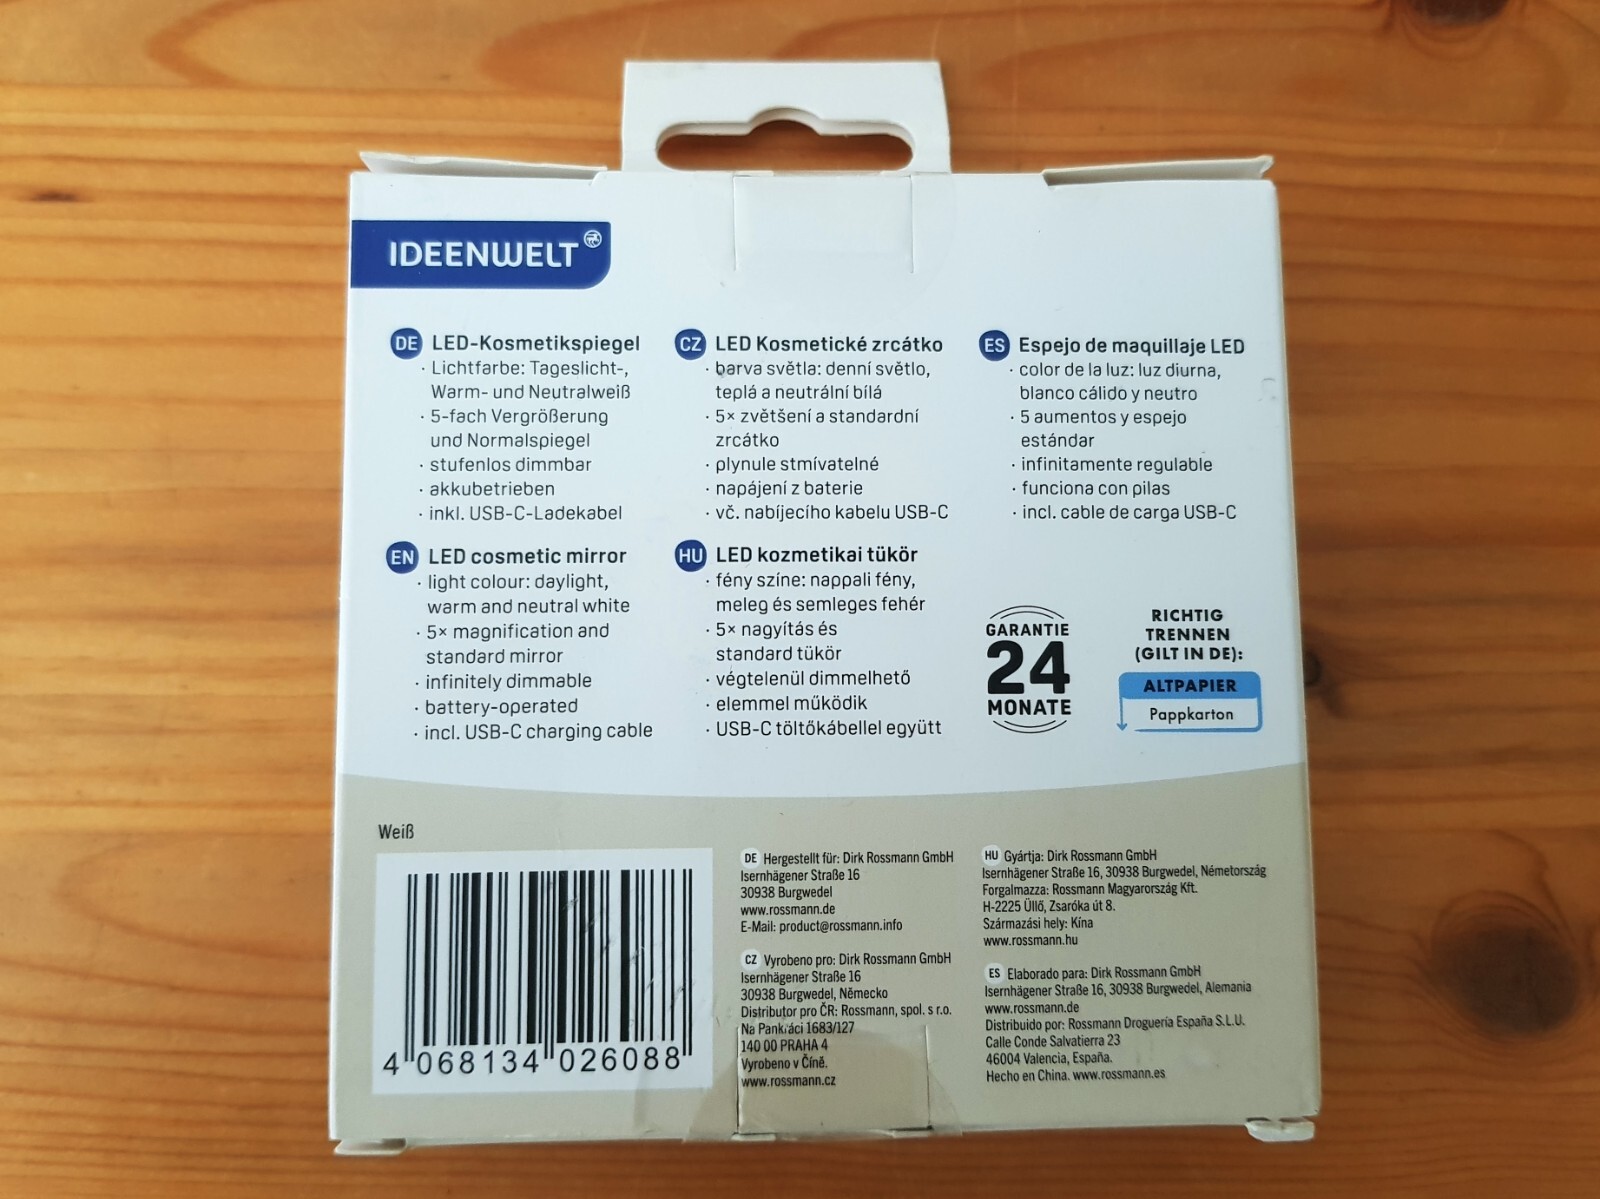 IDEENWELT
DE LED-Kosmetikspiegel
· Lichtfarbe: Tageslicht-,
Warm- und Neutralweiß
· 5-fach Vergrößerung
und Normalspiegel
· stufenlos dimmbar
· akkubetrieben
· inkl. USB-C-Ladekabel
EN LED cosmetic mirror
· light colour: daylight,
warm and neutral white
· 5× magnification and
standard mirror
· infinitely dimmable
· battery-operated
· incl. USB-C charging cable
CZ LED Kosmetické zrcátko
· barva světla: denní světlo,
teplá a neutrální bílá
· 5× zvětšení a standardní
zrcátko
· plynule stmívatelné
· napájení z baterie
· vč. nabíjecího kabelu USB-C
HU LED kozmetikai tükör
· fény színe: nappali fény,
meleg és semleges fehér
· 5× nagyítás és
standard tükör
· végtelenül dimmelhető
· elemmel működik
· USB-C töltőkábellel együtt
ES Espejo de maquillaje LED
· color de la luz: luz diurna,
blanco cálido y neutro
· 5 aumentos y espejo
estándar
· infinitamente regulable
· funciona con pilas
· incl. cable de carga USB-C
GARANTIE
24
MONATE
RICHTIG
TRENNEN
(GILT IN DE):
ALTPAPIER
Pappkarton
Weiß
4 068134 026088
DE Hergestellt für: Dirk Rossmann GmbH
Isernhägener Straße 16
30938 Burgwedel
www.rossmann.de
E-Mail: product@rossmann.info
CZ Vyrobeno pro: Dirk Rossmann GmbH
Isernhägener Straße 16
30938 Burgwedel, Německo
Distributor pro ČR: Rossmann, spol. s r.o.
Na Pankráci 1683/127
140 00 PRAHA 4
Vyrobeno v Číně.
www.rossmann.cz
HU Gyártja: Dirk Rossmann GmbH
Isernhägener Straße 16, 30938 Burgwedel, Németország
Forgalmazza: Rossmann Magyarország Kft.
H-2225 Üllő, Zsaróka út 8.
Származási hely: Kína
www.rossmann.hu
ES Elaborado para: Dirk Rossmann GmbH
Isernhägener Straße 16, 30938 Burgwedel, Alemania
www.rossmann.de
Distribuido por: Rossmann Droguería España S.L.U.
Calle Conde Salvatierra 23
46004 Valencia, España.
Hecho en China. www.rossmann.es